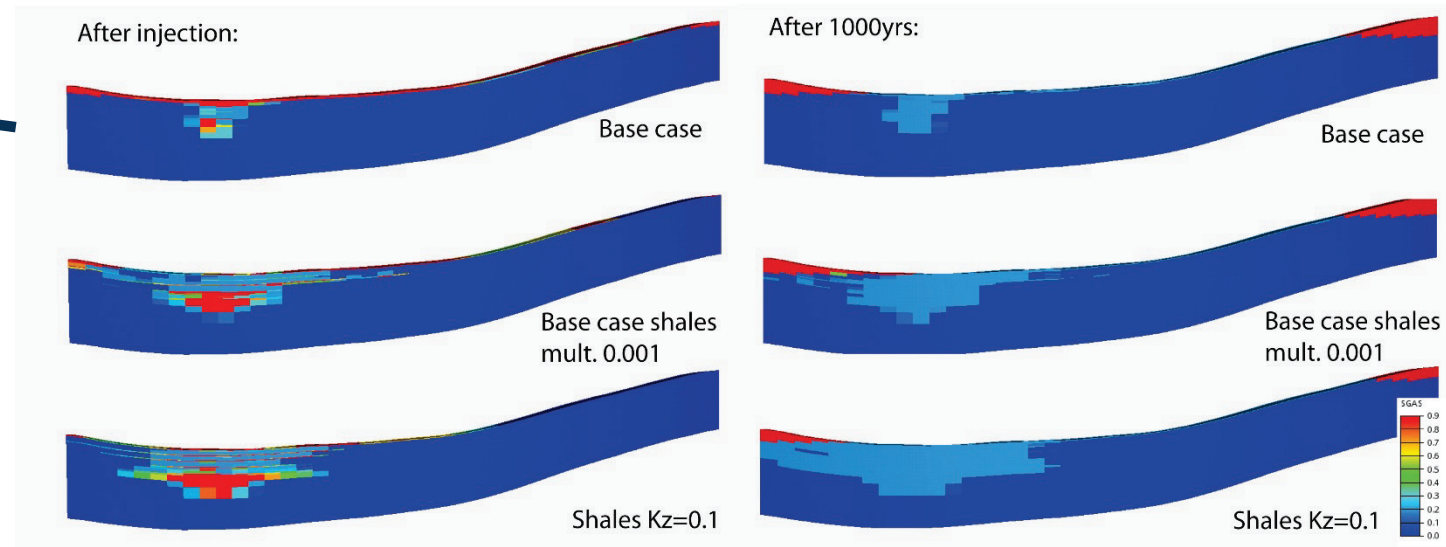 After injection:
After 1000yrs:
Base case
Base case
Base case shales
mult. 0.001
Base case shales
mult. 0.001
Shales Kz=0.1
Shales Kz=0.1
SGAS
0.9
0.8
0.7
0.6
0.5
0.4
0.3
0.2
0.1
0.0